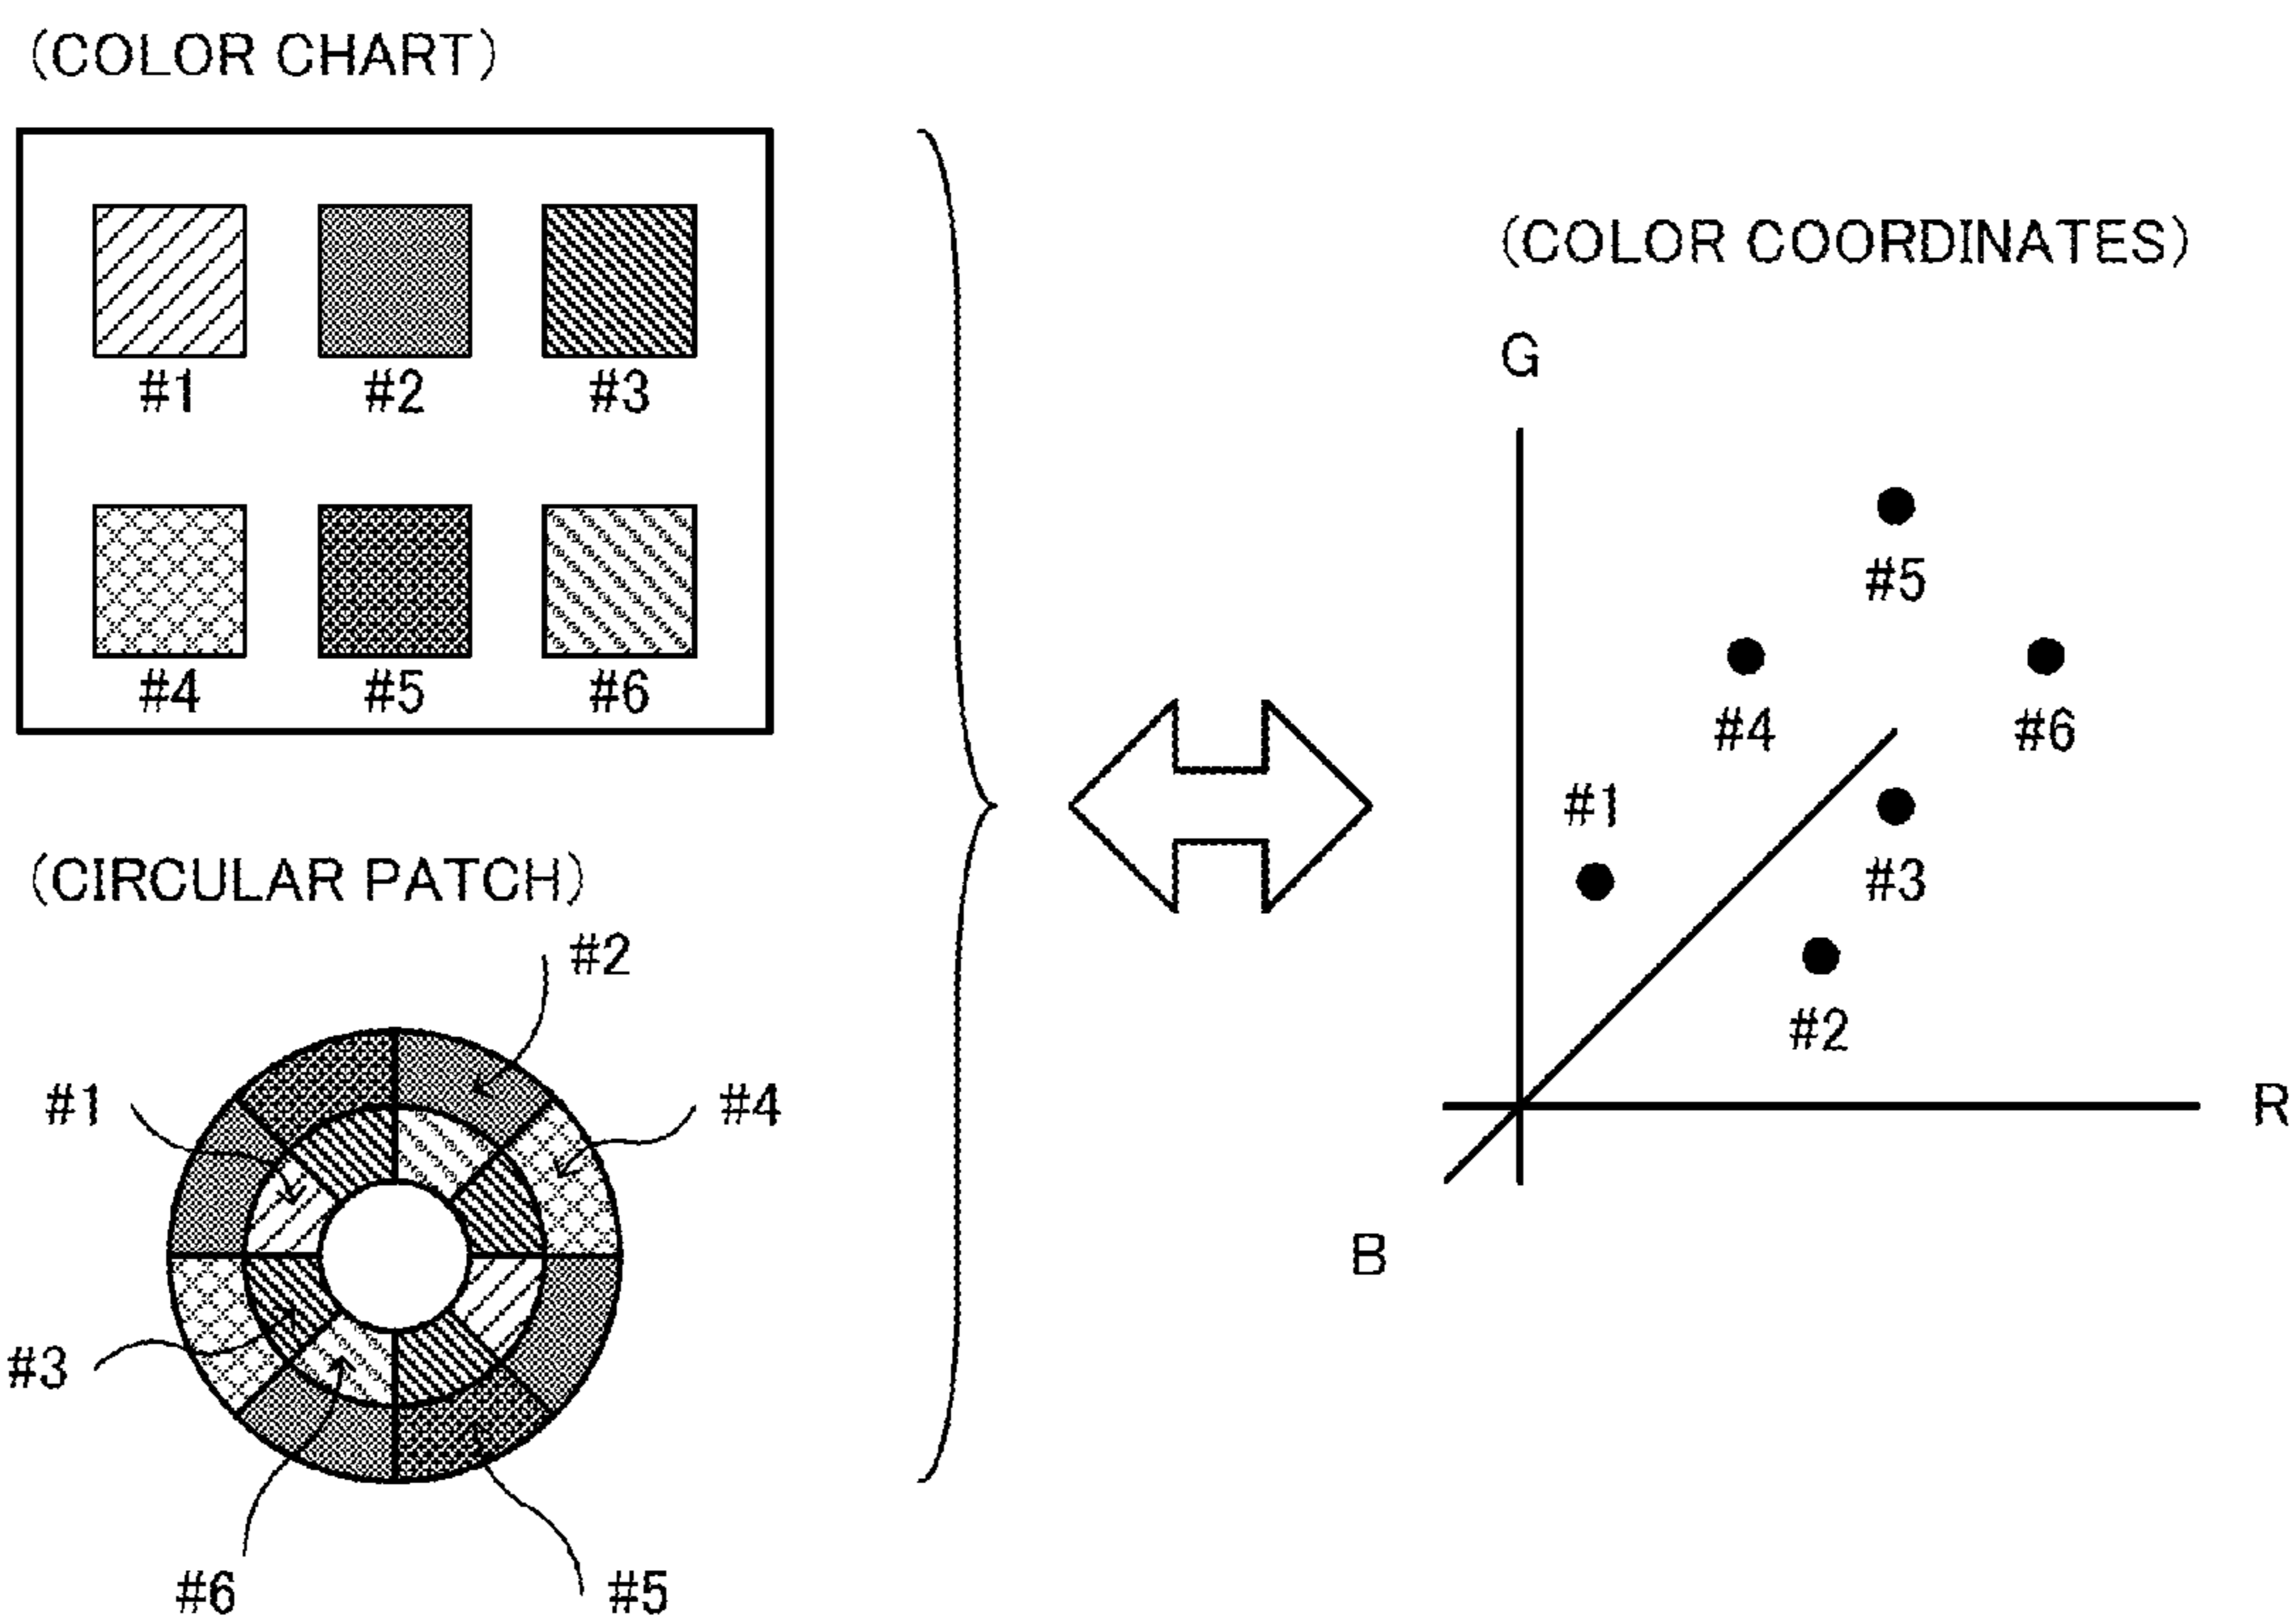 (COLOR CHART)
#1 #2 #3
#4 #5 #6
(CIRCULAR PATCH)
#2
#1
#4
#3
#6
#5
(COLOR COORDINATES)
G
#5
#4
#6
#1
#3
#2
R
B